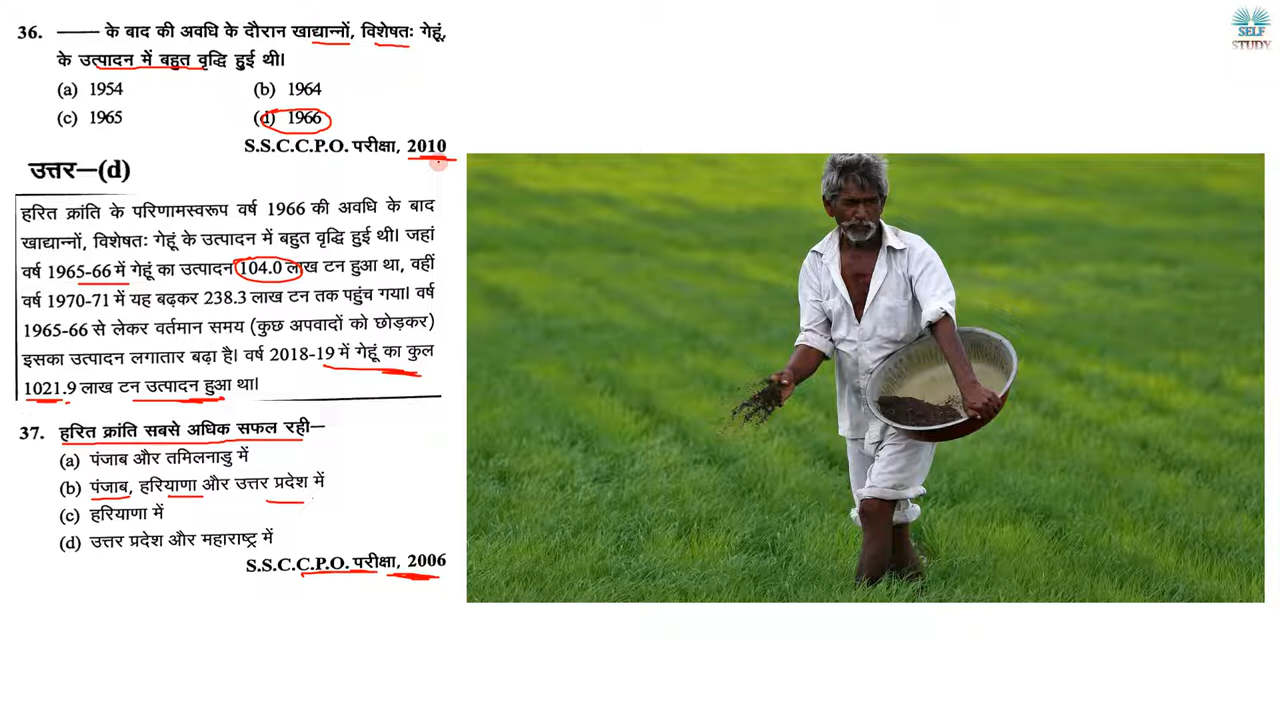 36. —— के बाद की अवधि के दौरान खाद्यान्नों, विशेषतः गेहूं,
के उत्पादन में बहुत वृद्धि हुई थी।
(a) 1954 (b) 1964
(c) 1965 (d) 1966
S.S.C.C.P.O. परीक्षा, 2010
उत्तर—(d)
हरित क्रांति के परिणामस्वरूप वर्ष 1966 की अवधि के बाद
खाद्यान्नों, विशेषतः गेहूं के उत्पादन में बहुत वृद्धि हुई थी। जहां
वर्ष 1965-66 में गेहूं का उत्पादन 104.0 लाख टन हुआ था, वहीं
वर्ष 1970-71 में यह बढ़कर 238.3 लाख टन तक पहुंच गया। वर्ष
1965-66 से लेकर वर्तमान समय (कुछ अपवादों को छोड़कर)
इसका उत्पादन लगातार बढ़ा है। वर्ष 2018-19 में गेहूं का कुल
1021.9 लाख टन उत्पादन हुआ था।
37. हरित क्रांति सबसे अधिक सफल रही—
(a) पंजाब और तमिलनाडु में
(b) पंजाब, हरियाणा और उत्तर प्रदेश में
(c) हरियाणा में
(d) उत्तर प्रदेश और महाराष्ट्र में
S.S.C.C.P.O. परीक्षा, 2006
SELF
STUDY